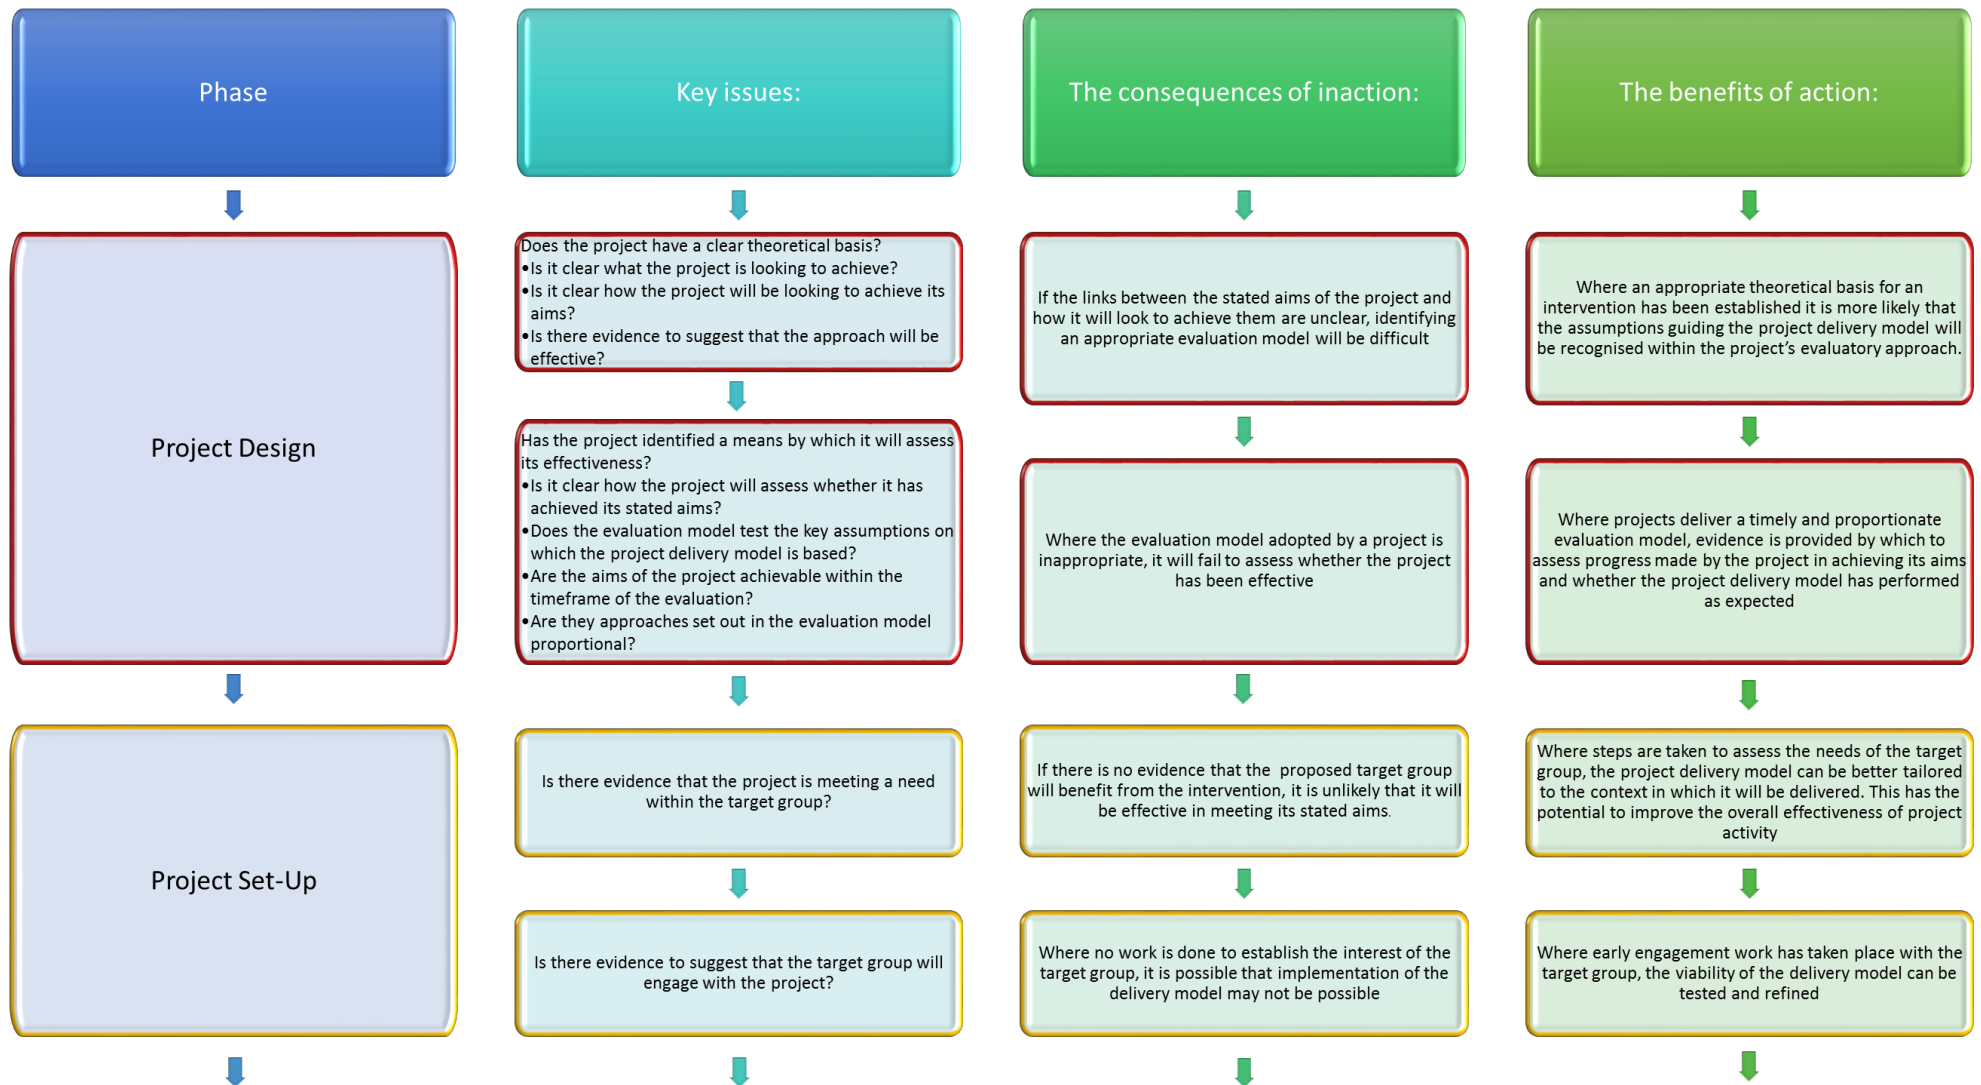 Phase
Key issues:
The consequences of inaction:
The benefits of action:
Project Design
Does the project have a clear theoretical basis?
•Is it clear what the project is looking to achieve?
•Is it clear how the project will be looking to achieve its
aims?
•Is there evidence to suggest that the approach will be
effective?
If the links between the stated aims of the project and
how it will look to achieve them are unclear, identifying
an appropriate evaluation model will be difficult
Where an appropriate theoretical basis for an
intervention has been established it is more likely that
the assumptions guiding the project delivery model will
be recognised within the project’s evaluatory approach.
Has the project identified a means by which it will assess
its effectiveness?
•Is it clear how the project will assess whether it has
achieved its stated aims?
•Does the evaluation model test the key assumptions on
which the project delivery model is based?
•Are the aims of the project achievable within the
timeframe of the evaluation?
•Are they approaches set out in the evaluation model
proportional?
Where the evaluation model adopted by a project is
inappropriate, it will fail to assess whether the project
has been effective
Where projects deliver a timely and proportionate
evaluation model, evidence is provided by which to
assess progress made by the project in achieving its aims
and whether the project delivery model has performed
as expected
Project Set-Up
Is there evidence that the project is meeting a need
within the target group?
If there is no evidence that the proposed target group
will benefit from the intervention, it is unlikely that it will
be effective in meeting its stated aims.
Where steps are taken to assess the needs of the target
group, the project delivery model can be better tailored
to the context in which it will be delivered. This has the
potential to improve the overall effectiveness of project
activity
Is there evidence to suggest that the target group will
engage with the project?
Where no work is done to establish the interest of the
target group, it is possible that implementation of the
delivery model may not be possible
Where early engagement work has taken place with the
target group, the viability of the delivery model can be
tested and refined